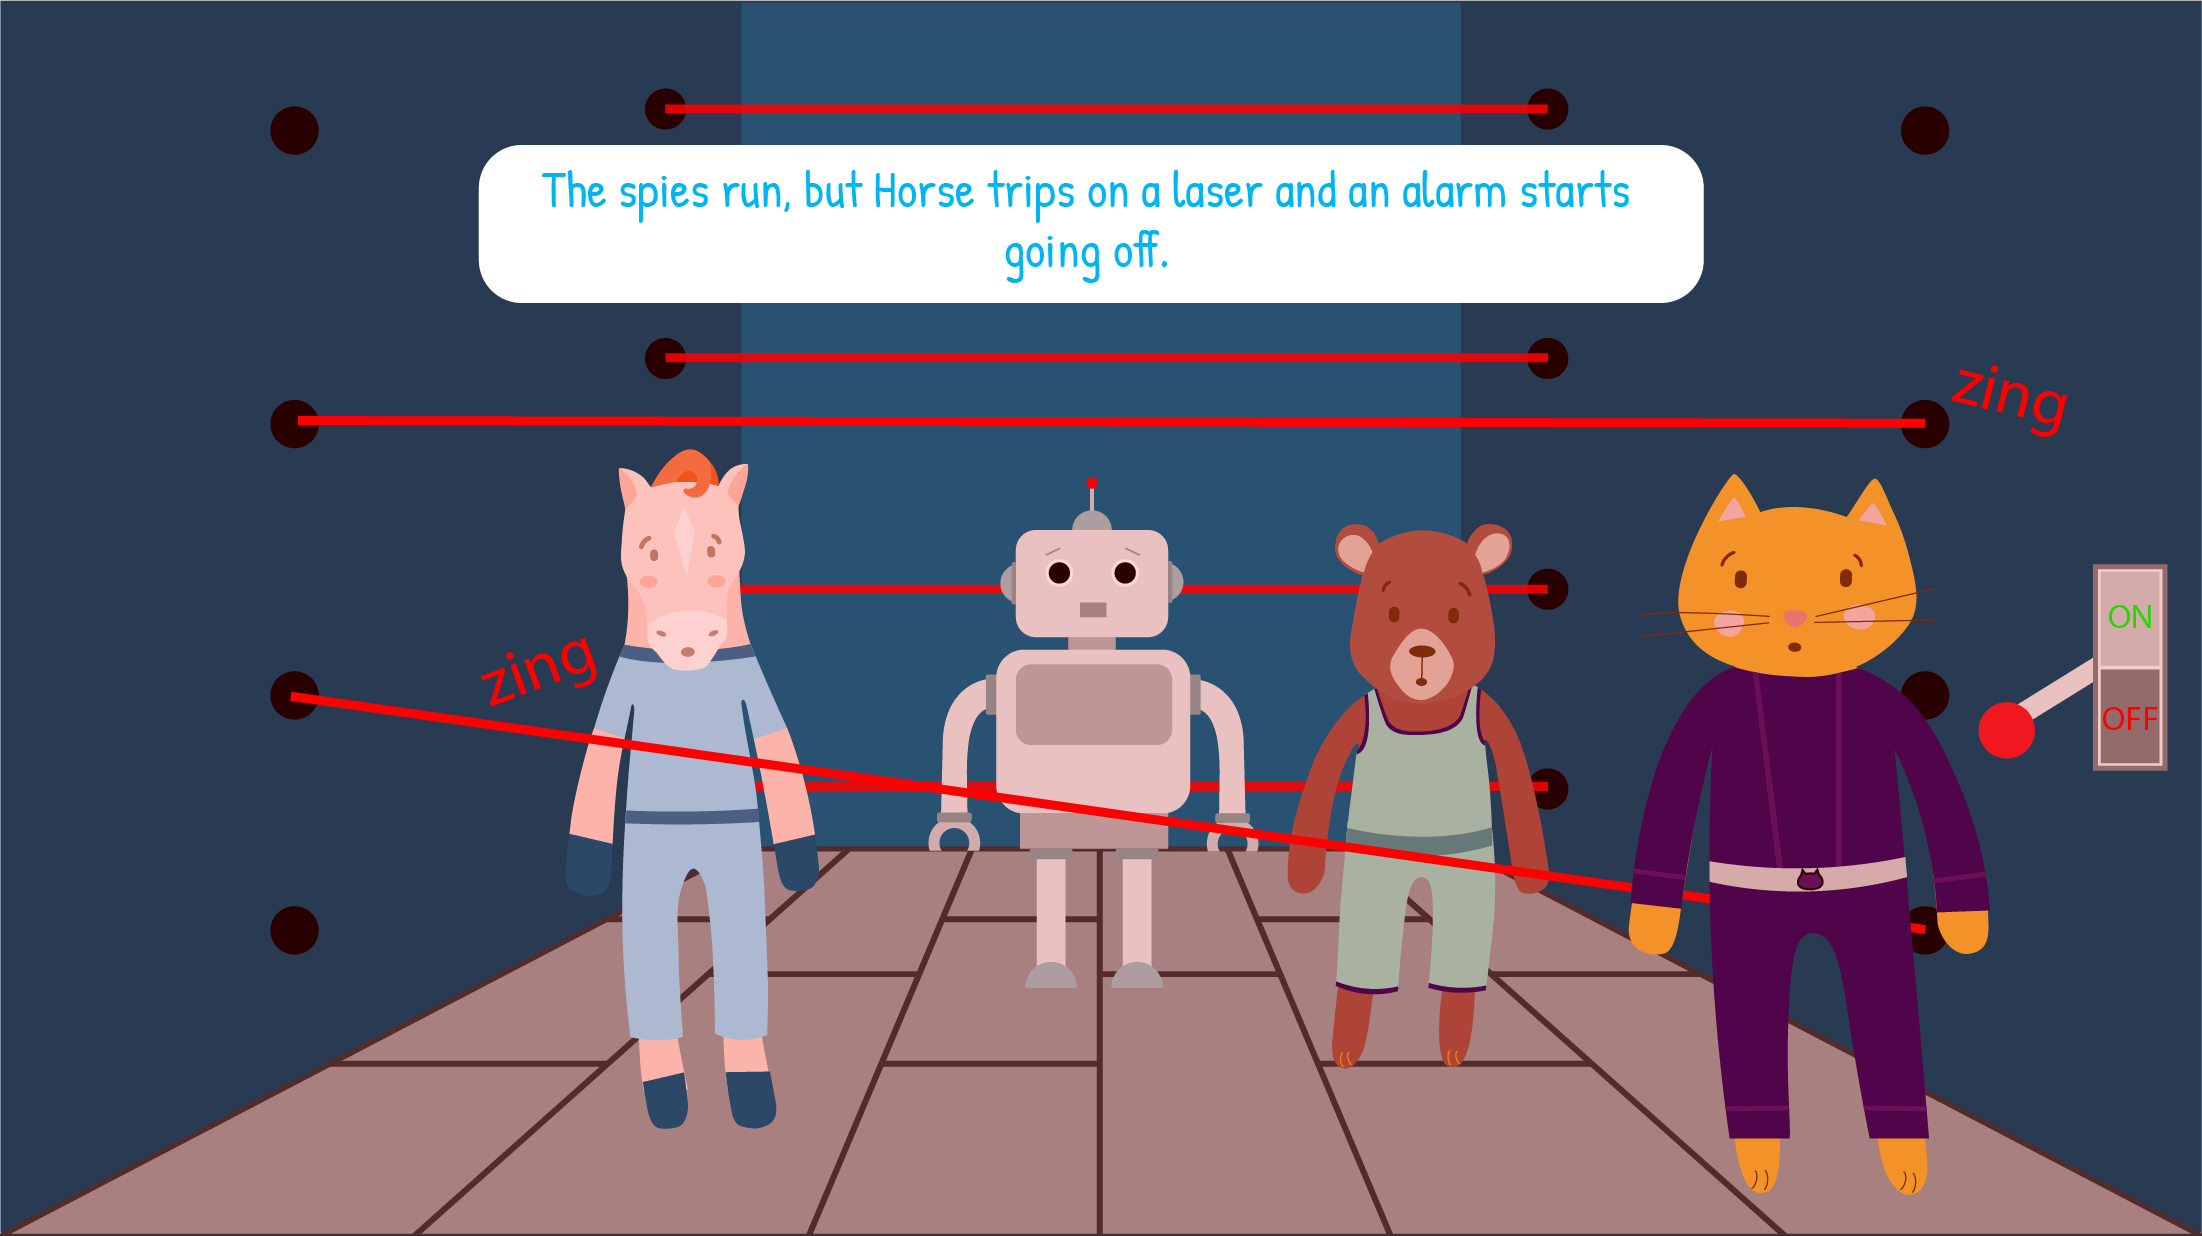 The spies run, but Horse trips on a laser and an alarm starts
going off.
zing
zing
ON
OFF